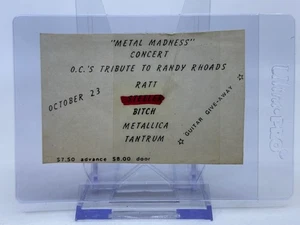 "METAL MADNESS"
CONCERT
O.C.'S TRIBUTE TO RANDY RHOADS
OCTOBER 23
RATT
BITCH
METALLICA
TANTRUM
☆ GUITAR GIVE-AWAY ☆
$7.50 advance $8.00 door